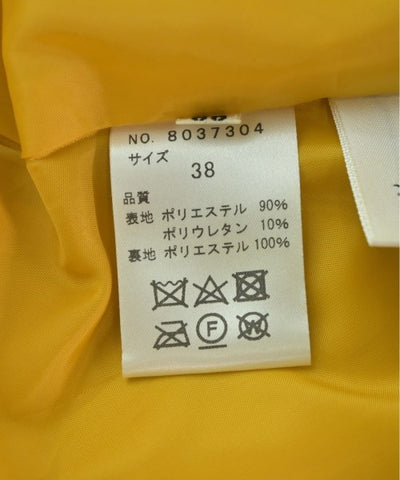 NO. 8037304
サイズ
38
品質
表地 ポリエステル 90%
ポリウレタン 10%
裏地 ポリエステル 100%
F
W